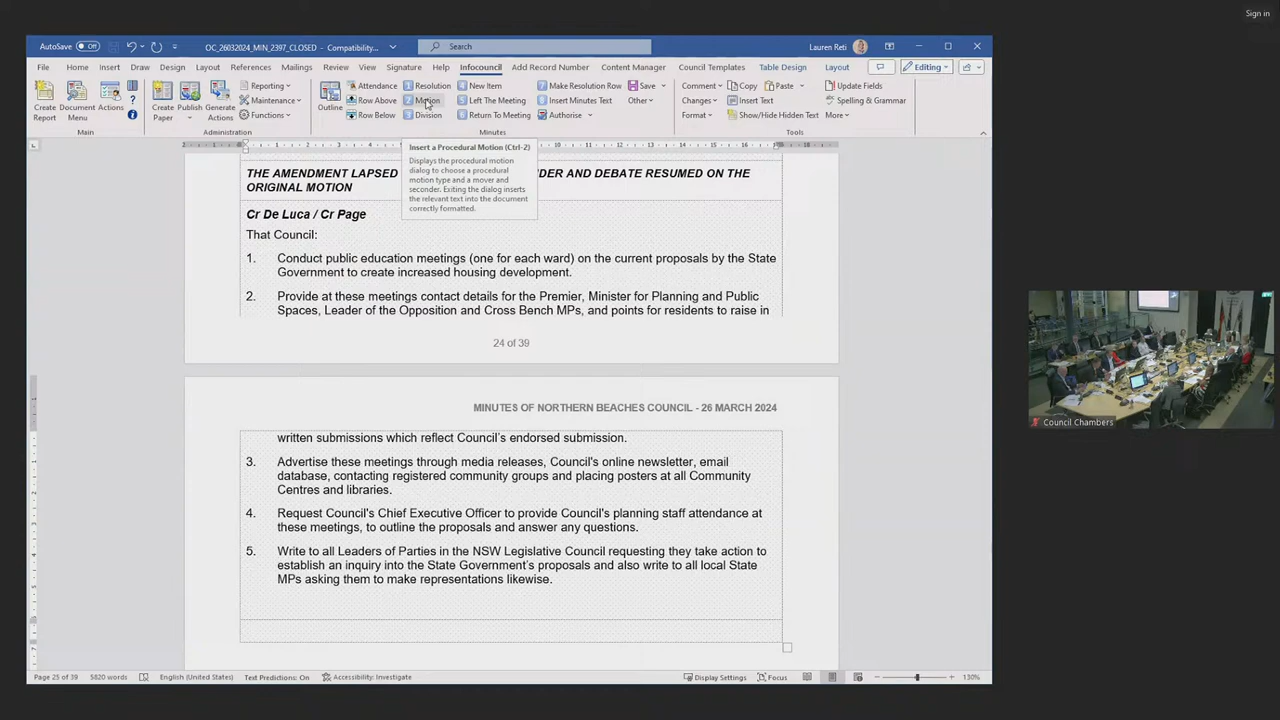 Sign in
AutoSave Off OC_26032024_MIN_2397_CLOSED - Compatibility... Search Lauren Reti
File Home Insert Draw Design Layout References Mailings Review View Signature Help Infocouncil Add Record Number Content Manager Council Templates Table Design Layout Editing
Create Report Document Menu Actions Create Paper Publish Generate Actions Reporting Maintenance Settings Outline Attendance Row Above Row Below 1 Resolution 2 Motion 3 Division 4 New Item 5 Left The Meeting 6 Return To Meeting 7 Make Resolution Row 8 Insert Minutes Text Authorise Save Other Comment Changes Format Copy Paste Insert Text Show/Hide Hidden Text Update Fields Spelling & Grammar More
Main Administration Minutes Tools
Insert a Procedural Motion (Ctrl-2)
Displays the procedural motion
dialog to choose a procedural
motion type and a mover and
seconder. Exiting the dialog inserts
the relevant text into the document
correctly formatted.
THE AMENDMENT LAPSED DER AND DEBATE RESUMED ON THE
ORIGINAL MOTION
Cr De Luca / Cr Page
That Council:
1. Conduct public education meetings (one for each ward) on the current proposals by the State
Government to create increased housing development.
2. Provide at these meetings contact details for the Premier, Minister for Planning and Public
Spaces, Leader of the Opposition and Cross Bench MPs, and points for residents to raise in
24 of 39
MINUTES OF NORTHERN BEACHES COUNCIL - 26 MARCH 2024
written submissions which reflect Council's endorsed submission.
3. Advertise these meetings through media releases, Council's online newsletter, email
database, contacting registered community groups and placing posters at all Community
Centres and libraries.
4. Request Council's Chief Executive Officer to provide Council's planning staff attendance at
these meetings, to outline the proposals and answer any questions.
5. Write to all Leaders of Parties in the NSW Legislative Council requesting they take action to
establish an inquiry into the State Government's proposals and also write to all local State
MPs asking them to make representations likewise.
Council Chambers
Page 25 of 39 5820 words English (United States) Text Predictions: On Accessibility: Investigate Display Settings Focus 130%